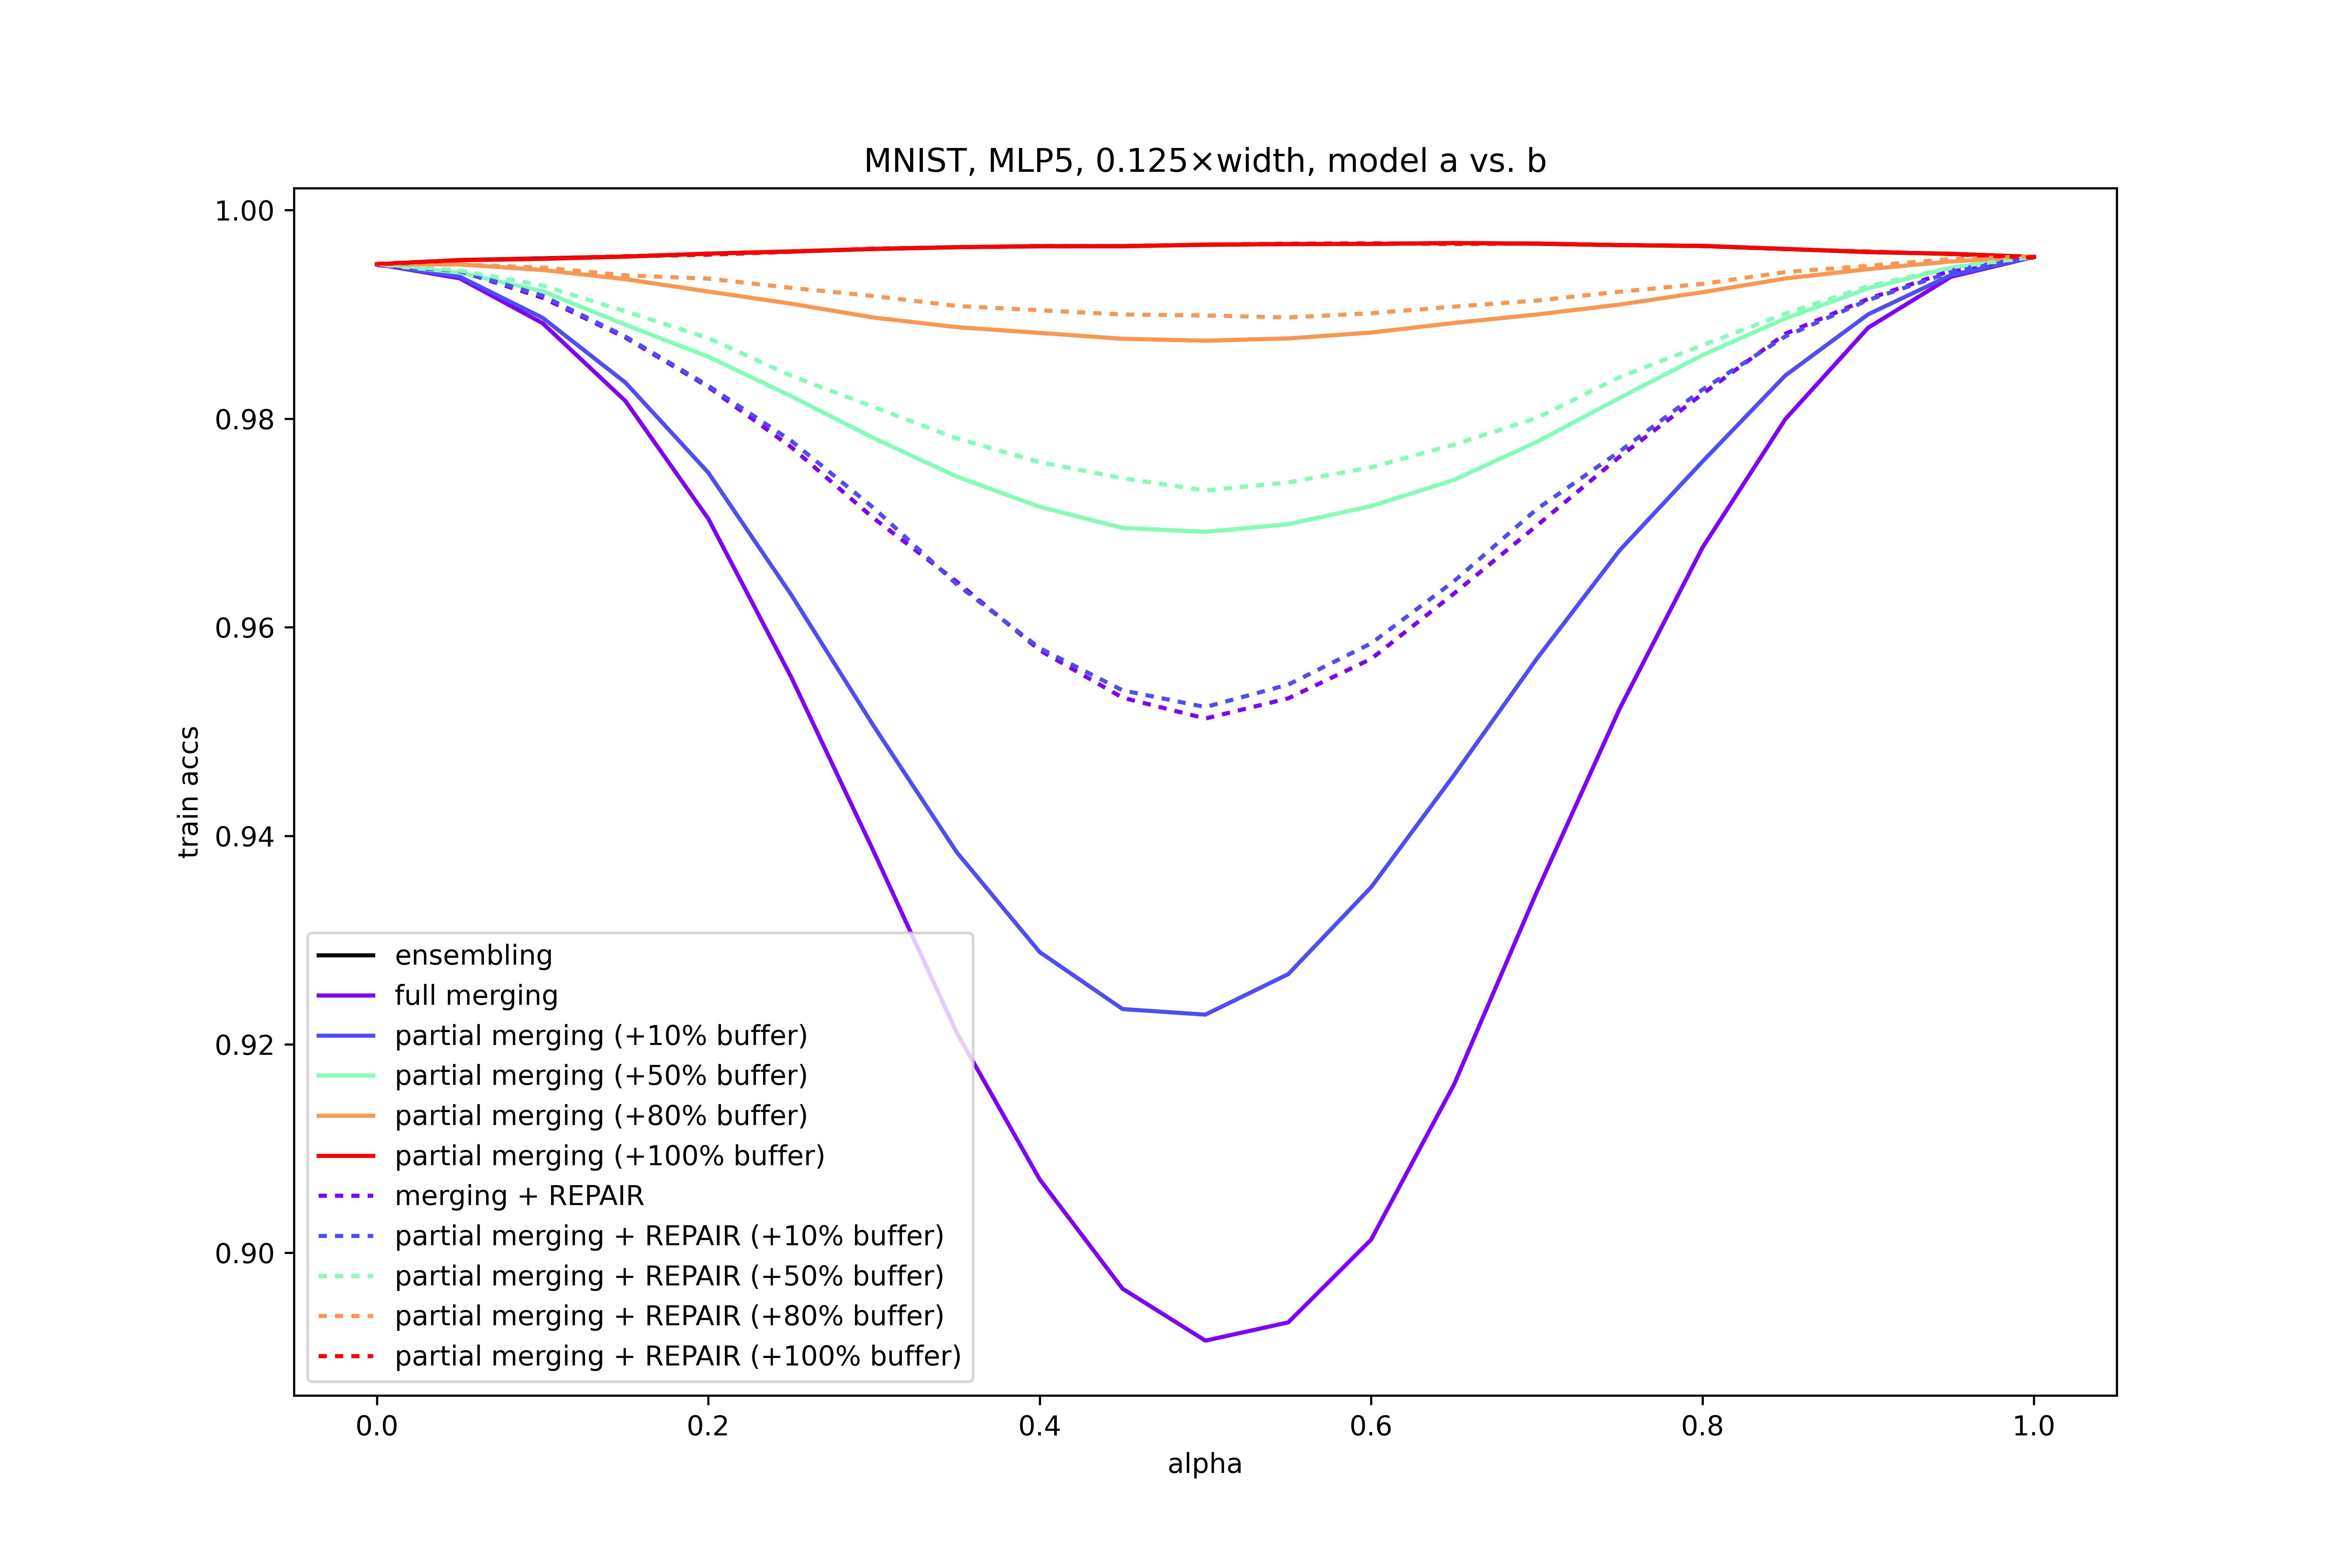 MNIST, MLP5, 0.125×width, model a vs. b
1.00
0.98
0.96
0.94
0.92
0.90
train accs
ensembling
full merging
partial merging (+10% buffer)
partial merging (+50% buffer)
partial merging (+80% buffer)
partial merging (+100% buffer)
merging + REPAIR
partial merging + REPAIR (+10% buffer)
partial merging + REPAIR (+50% buffer)
partial merging + REPAIR (+80% buffer)
partial merging + REPAIR (+100% buffer)
0.0 0.2 0.4 0.6 0.8 1.0
alpha